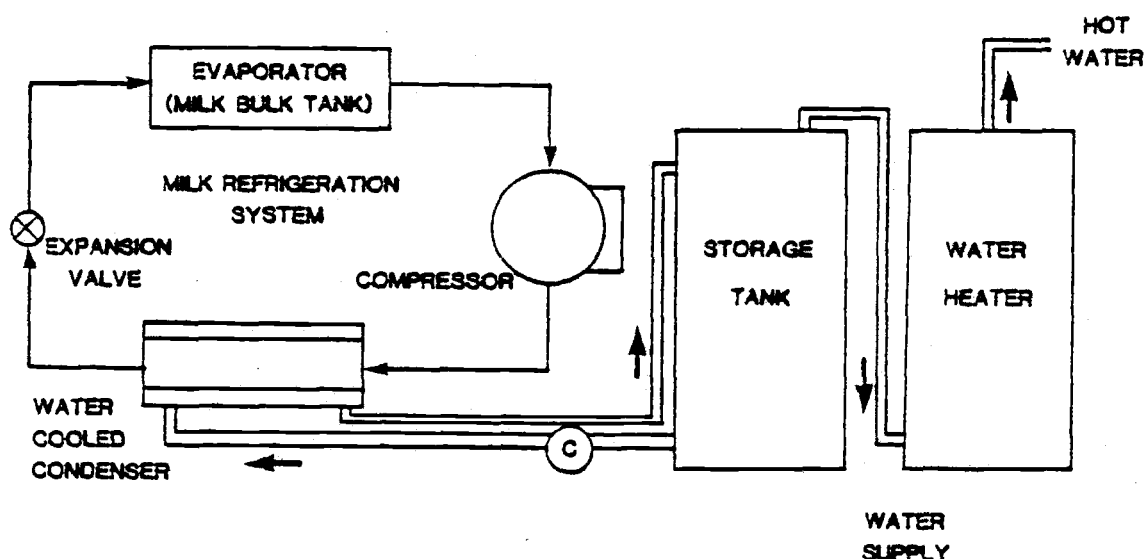 HOT
WATER
EVAPORATOR
(MILK BULK TANK)
MILK REFRIGERATION
SYSTEM
EXPANSION
VALVE
COMPRESSOR
STORAGE
TANK
WATER
HEATER
WATER
COOLED
CONDENSER
C
WATER
SUPPLY